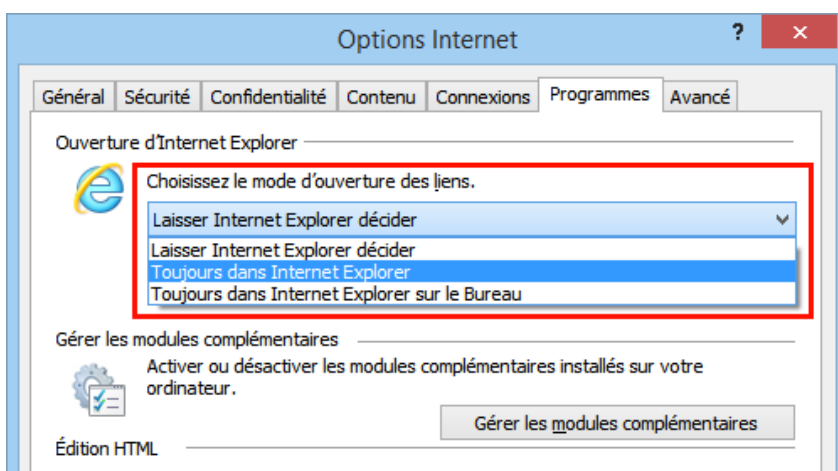 Options Internet ? ×
Général Sécurité Confidentialité Contenu Connexions Programmes Avancé
Ouverture d'Internet Explorer
Choisissez le mode d'ouverture des liens.
Laisser Internet Explorer décider
Laisser Internet Explorer décider
Toujours dans Internet Explorer
Toujours dans Internet Explorer sur le Bureau
Gérer les modules complémentaires
Activer ou désactiver les modules complémentaires installés sur votre
ordinateur.
Gérer les modules complémentaires
Édition HTML